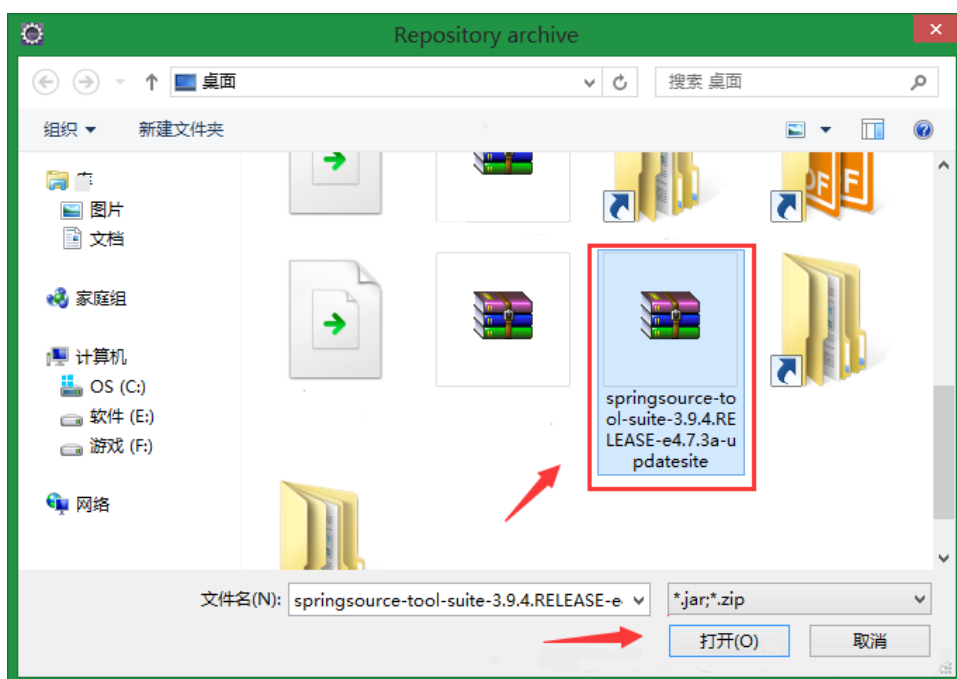 Repository archive
桌面
搜索 桌面
组织
新建文件夹
图片
文档
家庭组
计算机
OS (C:)
软件 (E:)
游戏 (F:)
网络
DF
F
springsource-to
ol-suite-3.9.4.RE
LEASE-e4.7.3a-u
pdatesite
文件名(N):
springsource-tool-suite-3.9.4.RELEASE-e
*.jar;*.zip
打开(O)
取消